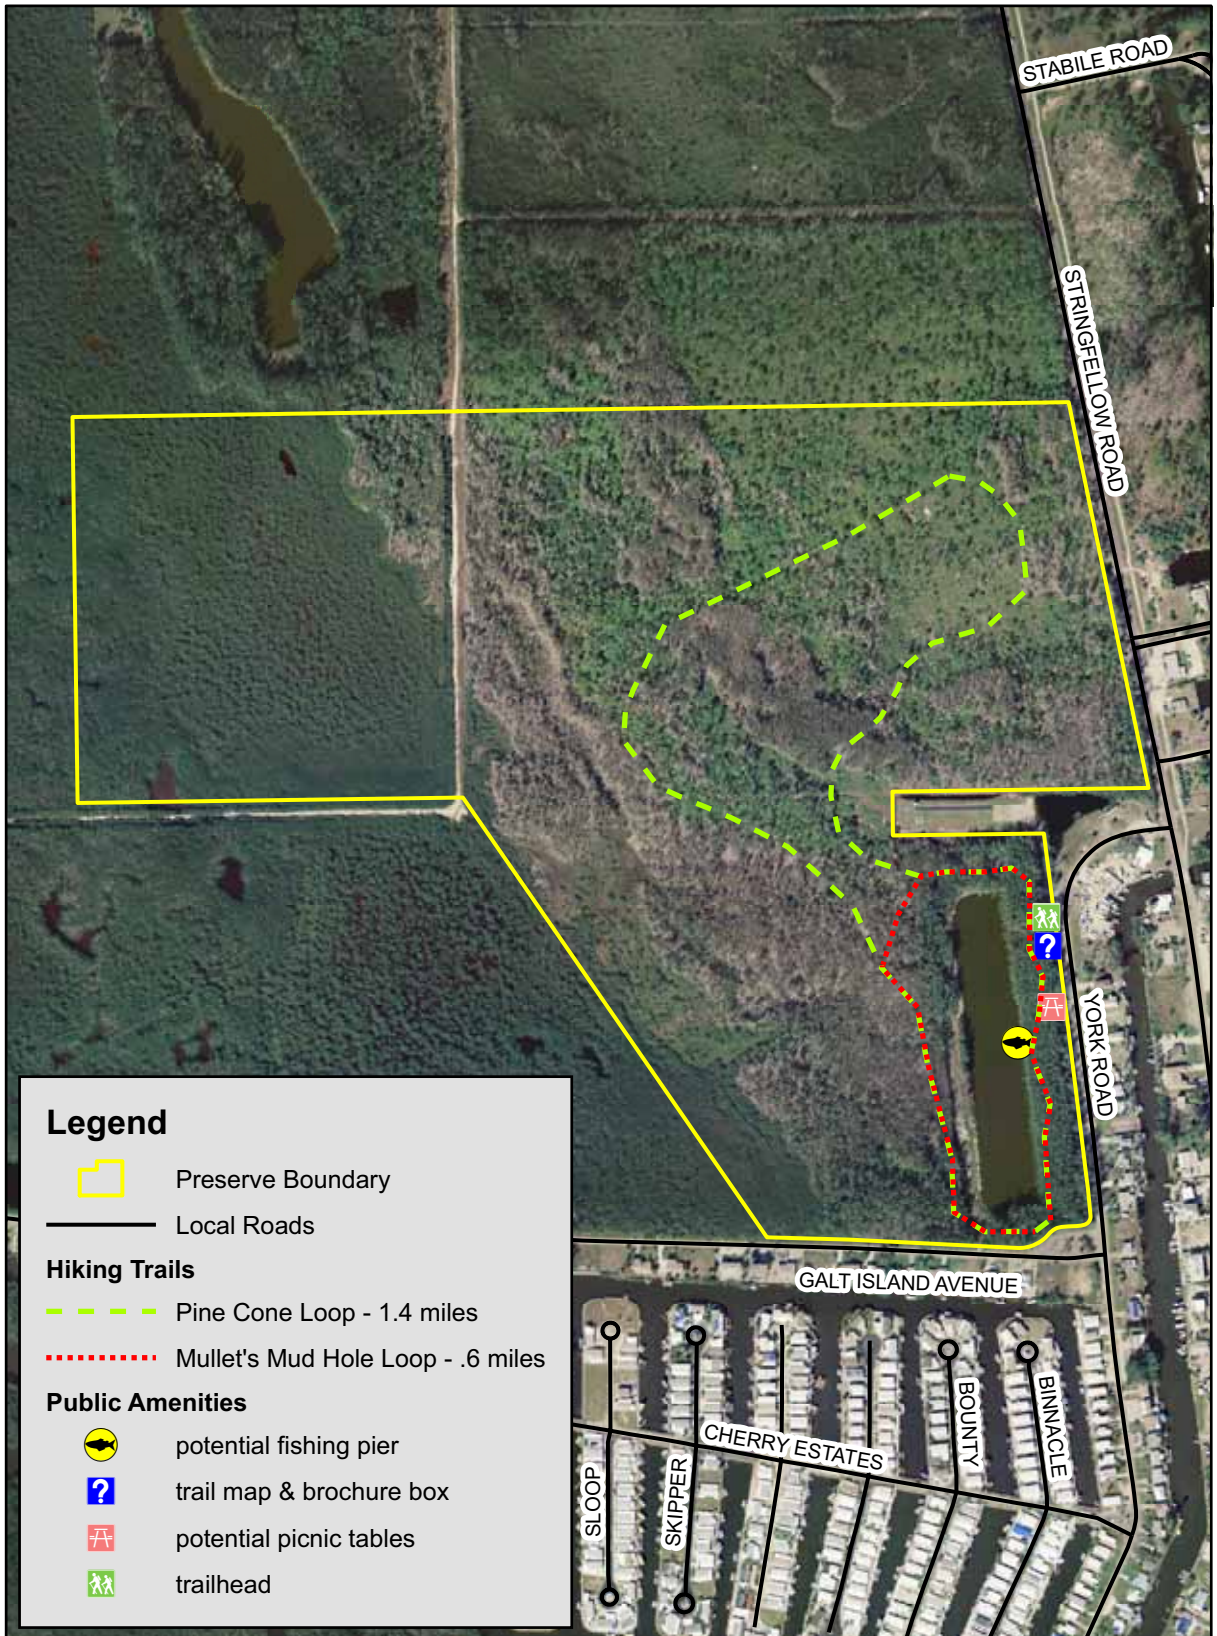 STABILE ROAD
STRINGFELLOW ROAD
YORK ROAD
GALT ISLAND AVENUE
CHERRY ESTATES
SLOOP
SKIPPER
BOUNTY
BINNACLE
Legend
Preserve Boundary
Local Roads
Hiking Trails
Pine Cone Loop - 1.4 miles
Mullet's Mud Hole Loop - .6 miles
Public Amenities
potential fishing pier
?
trail map & brochure box
potential picnic tables
trailhead
?